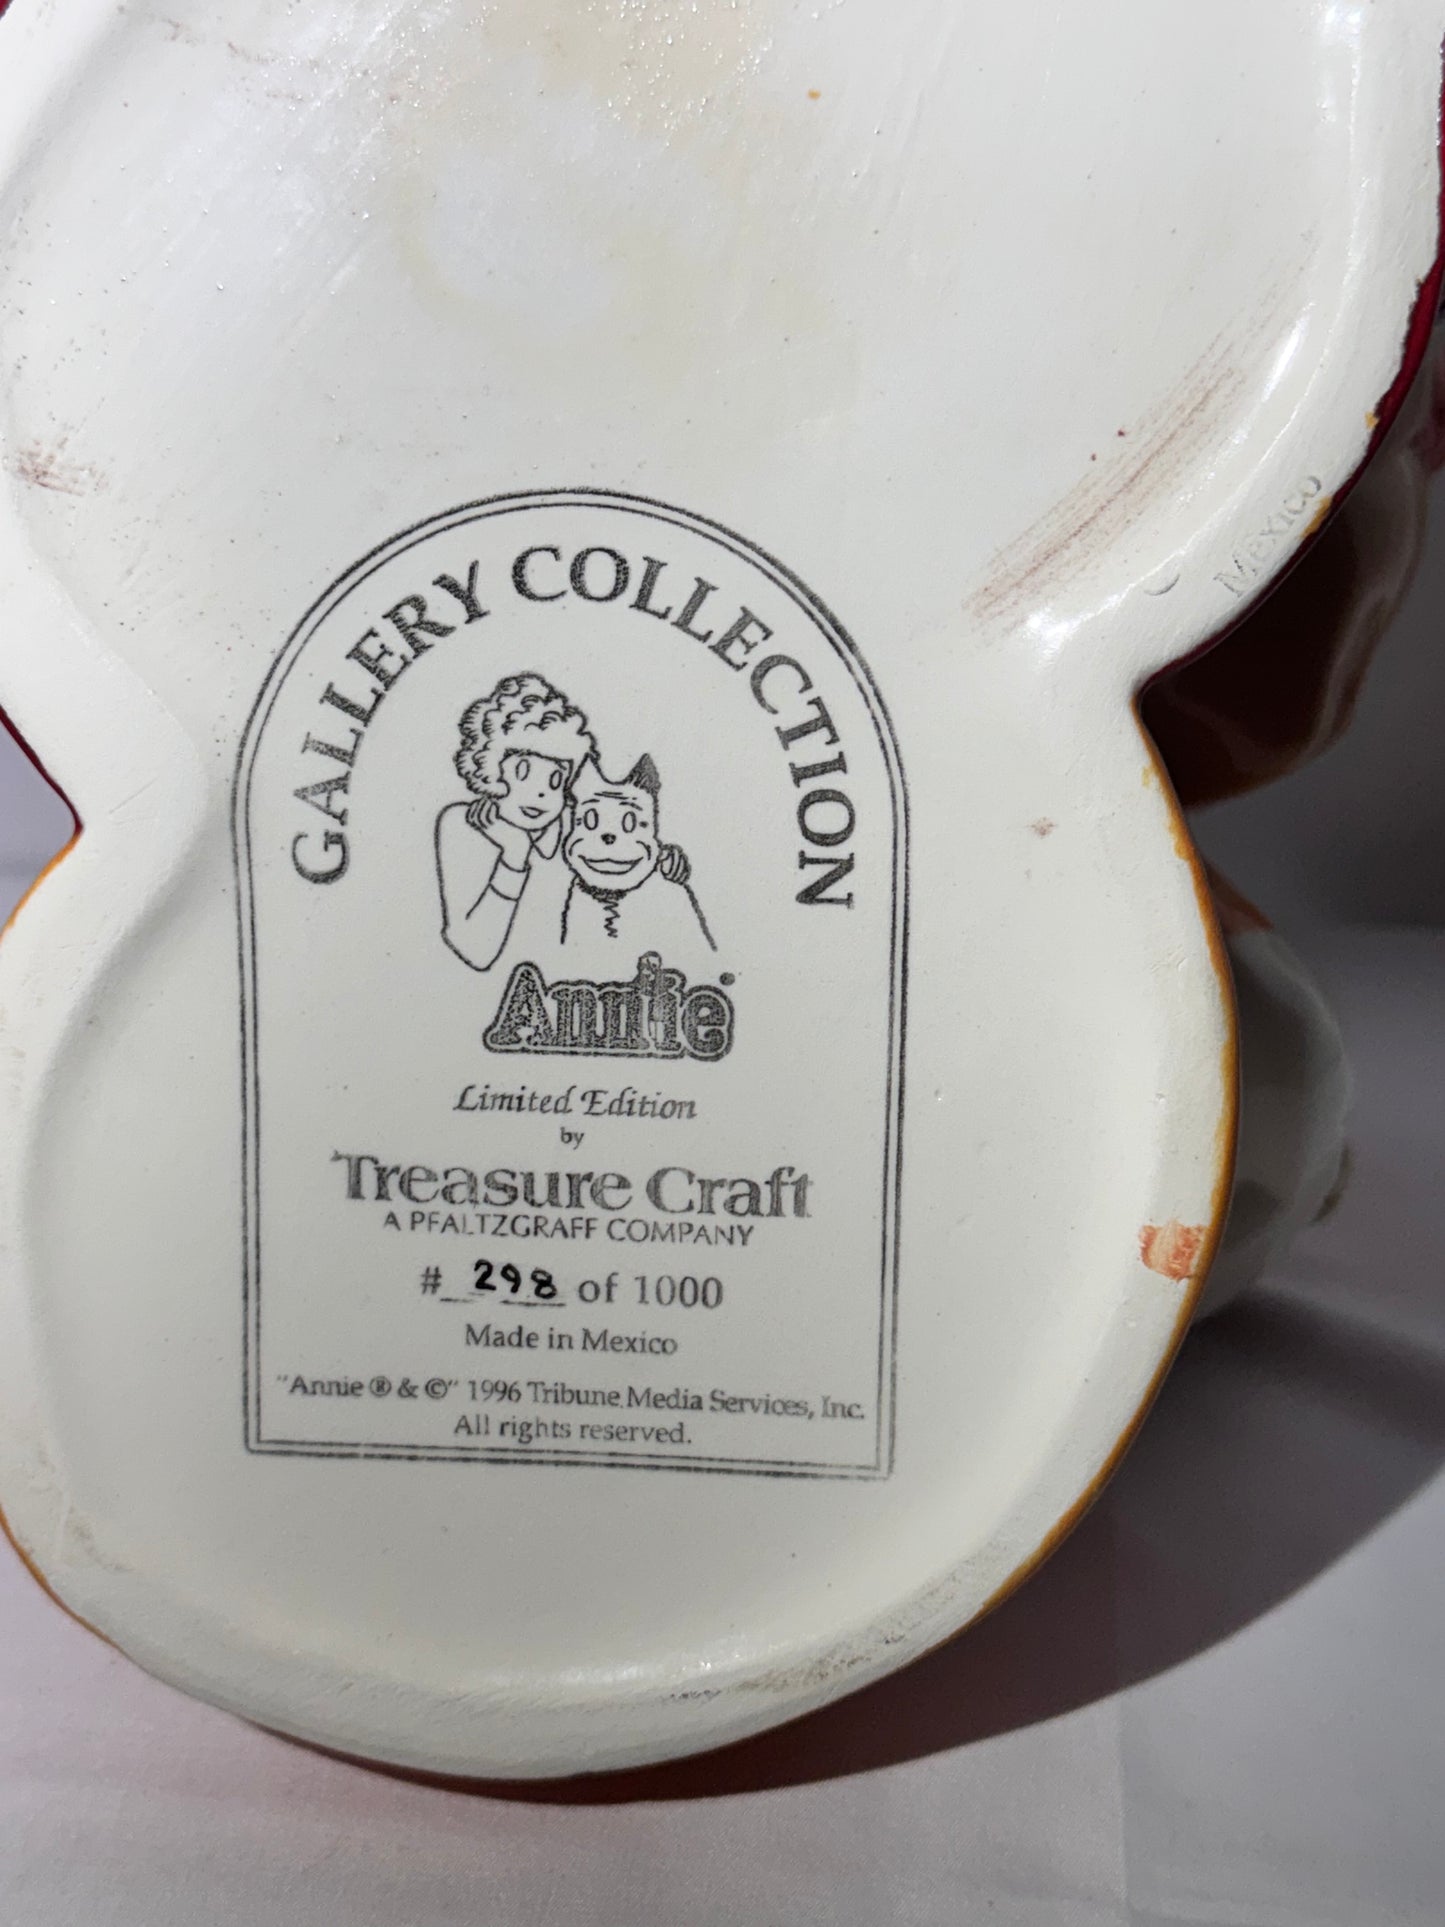 GALLERY COLLECTION
Annie®
Limited Edition
by
Treasure Craft
A PFALTZGRAFF COMPANY
# 298 of 1000
Made in Mexico
"Annie ® & ©" 1996 Tribune Media Services, Inc.
All rights reserved.
MEXICO